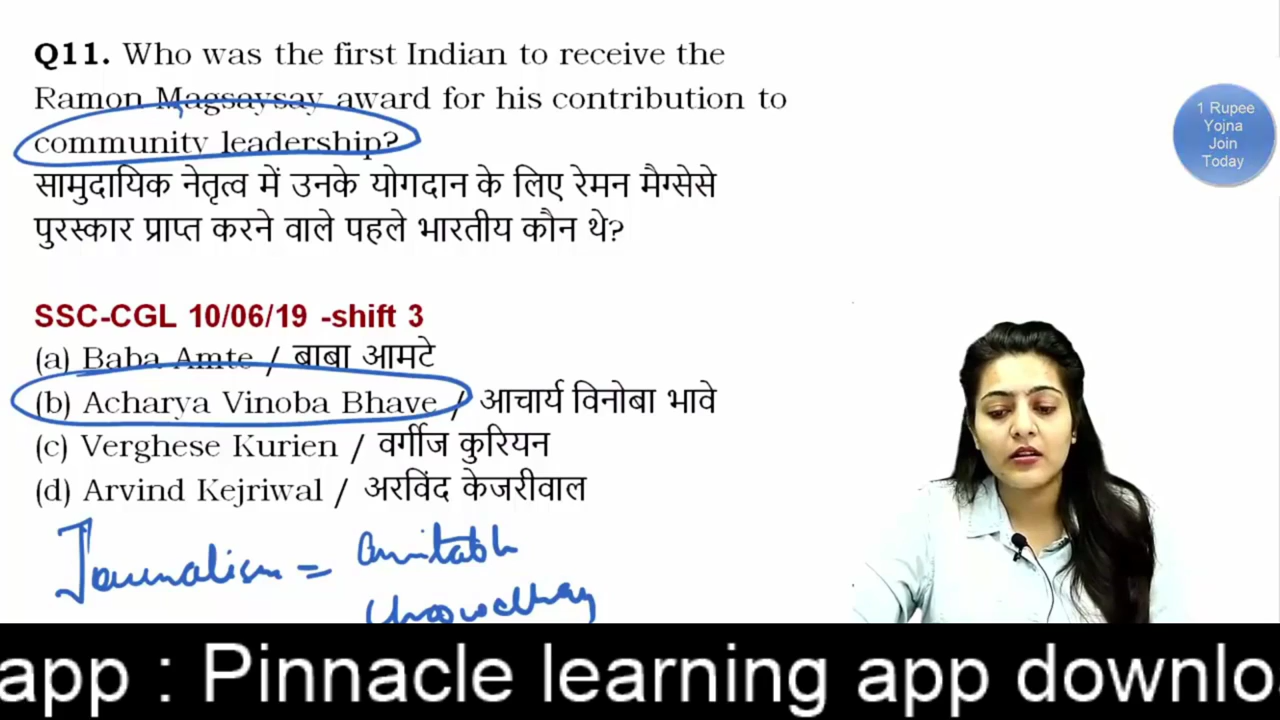 Q11. Who was the first Indian to receive the
Ramon Magsaysay award for his contribution to
community leadership?
सामुदायिक नेतृत्व में उनके योगदान के लिए रेमन मैग्सेसे
पुरस्कार प्राप्त करने वाले पहले भारतीय कौन थे?
SSC-CGL 10/06/19 -shift 3
(a) Baba Amte / बाबा आमटे
(b) Acharya Vinoba Bhave / आचार्य विनोबा भावे
(c) Verghese Kurien / वर्गीज कुरियन
(d) Arvind Kejriwal / अरविंद केजरीवाल
Journalism = amitabh
Choowdhay
1 Rupee
Yojna
Join
Today
app : Pinnacle learning app downlo